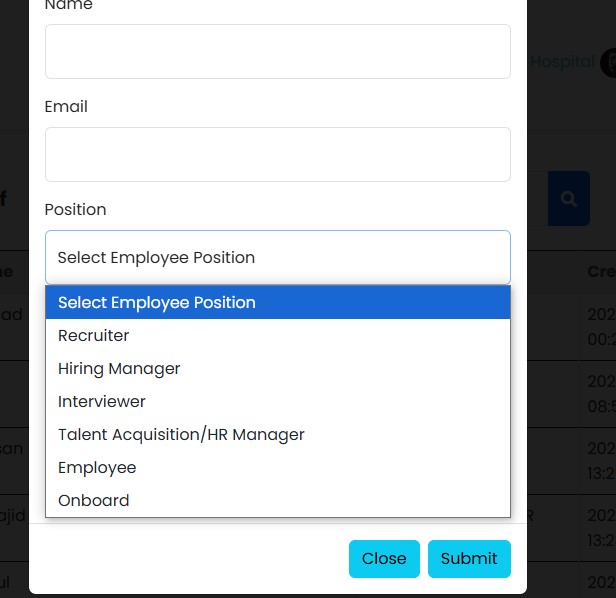 Name
Hospital
Email
f
Position
Select Employee Position
Select Employee Position
Recruiter
Hiring Manager
Interviewer
Talent Acquisition/HR Manager
Employee
Onboard
Close
Submit
ne
Cre
ad
202
00:2
202
08:5
san
202
13:2
ajid
R
202
13:2
ul
202